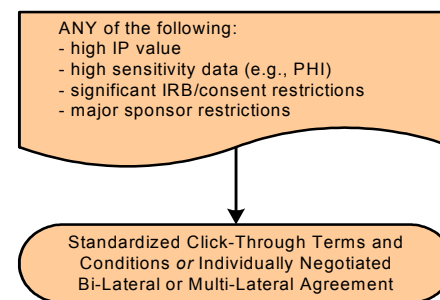 ANY of the following:
- high IP value
- high sensitivity data (e.g., PHI)
- significant IRB/consent restrictions
- major sponsor restrictions
Standardized Click-Through Terms and
Conditions or Individually Negotiated
Bi-Lateral or Multi-Lateral Agreement